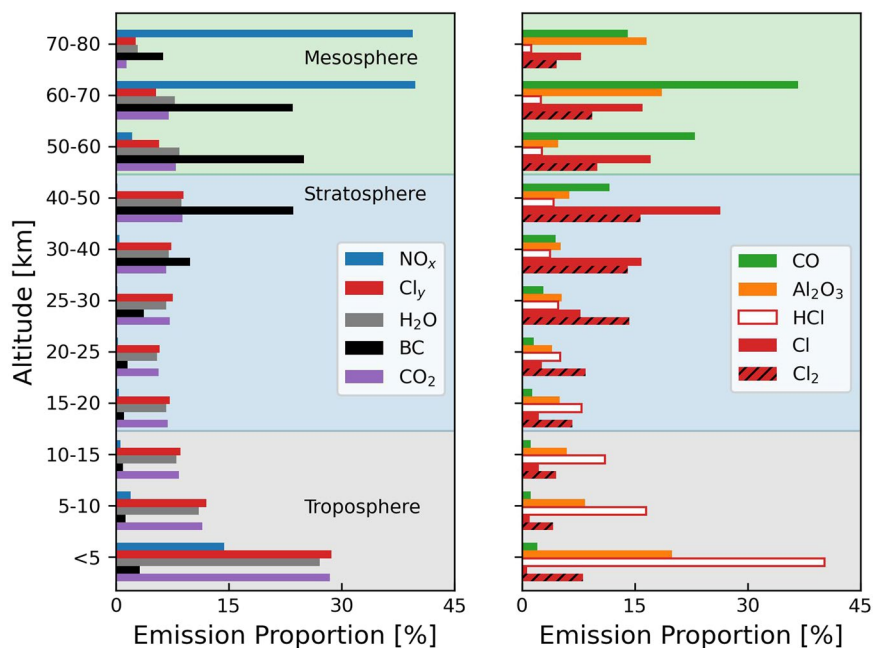 Altitude [km]
70-80
60-70
50-60
40-50
30-40
25-30
20-25
15-20
10-15
5-10
<5
Mesosphere
Stratosphere
Troposphere
NOₓ
Clᵧ
H₂O
BC
CO₂
0 15 30 45
Emission Proportion [%]
CO
Al₂O₃
HCl
Cl
Cl₂
0 15 30 45
Emission Proportion [%]